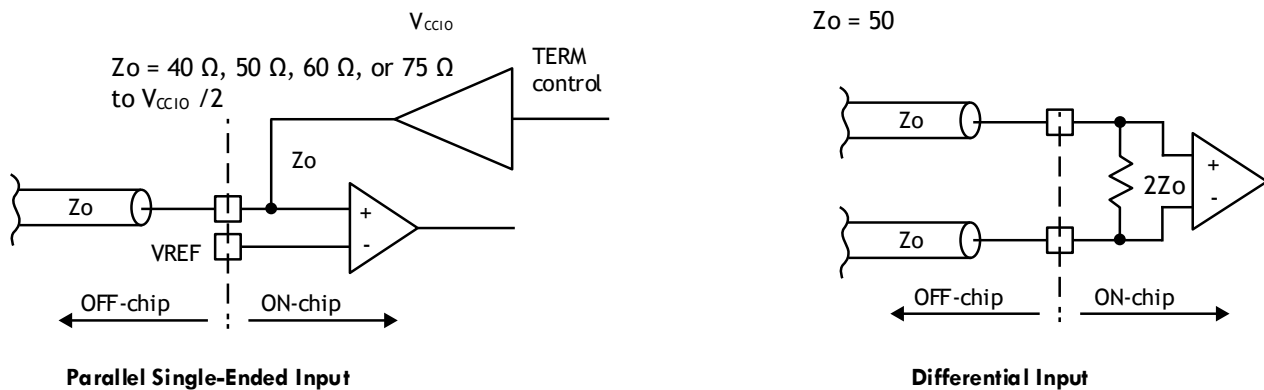 VCCIO
Zo = 40 Ω, 50 Ω, 60 Ω, or 75 Ω
to VCCIO /2
TERM
control
Zo
Zo
+
-
VREF
OFF-chip
ON-chip
Parallel Single-Ended Input
Zo = 50
Zo
2Zo
+
-
Zo
OFF-chip
ON-chip
Differential Input